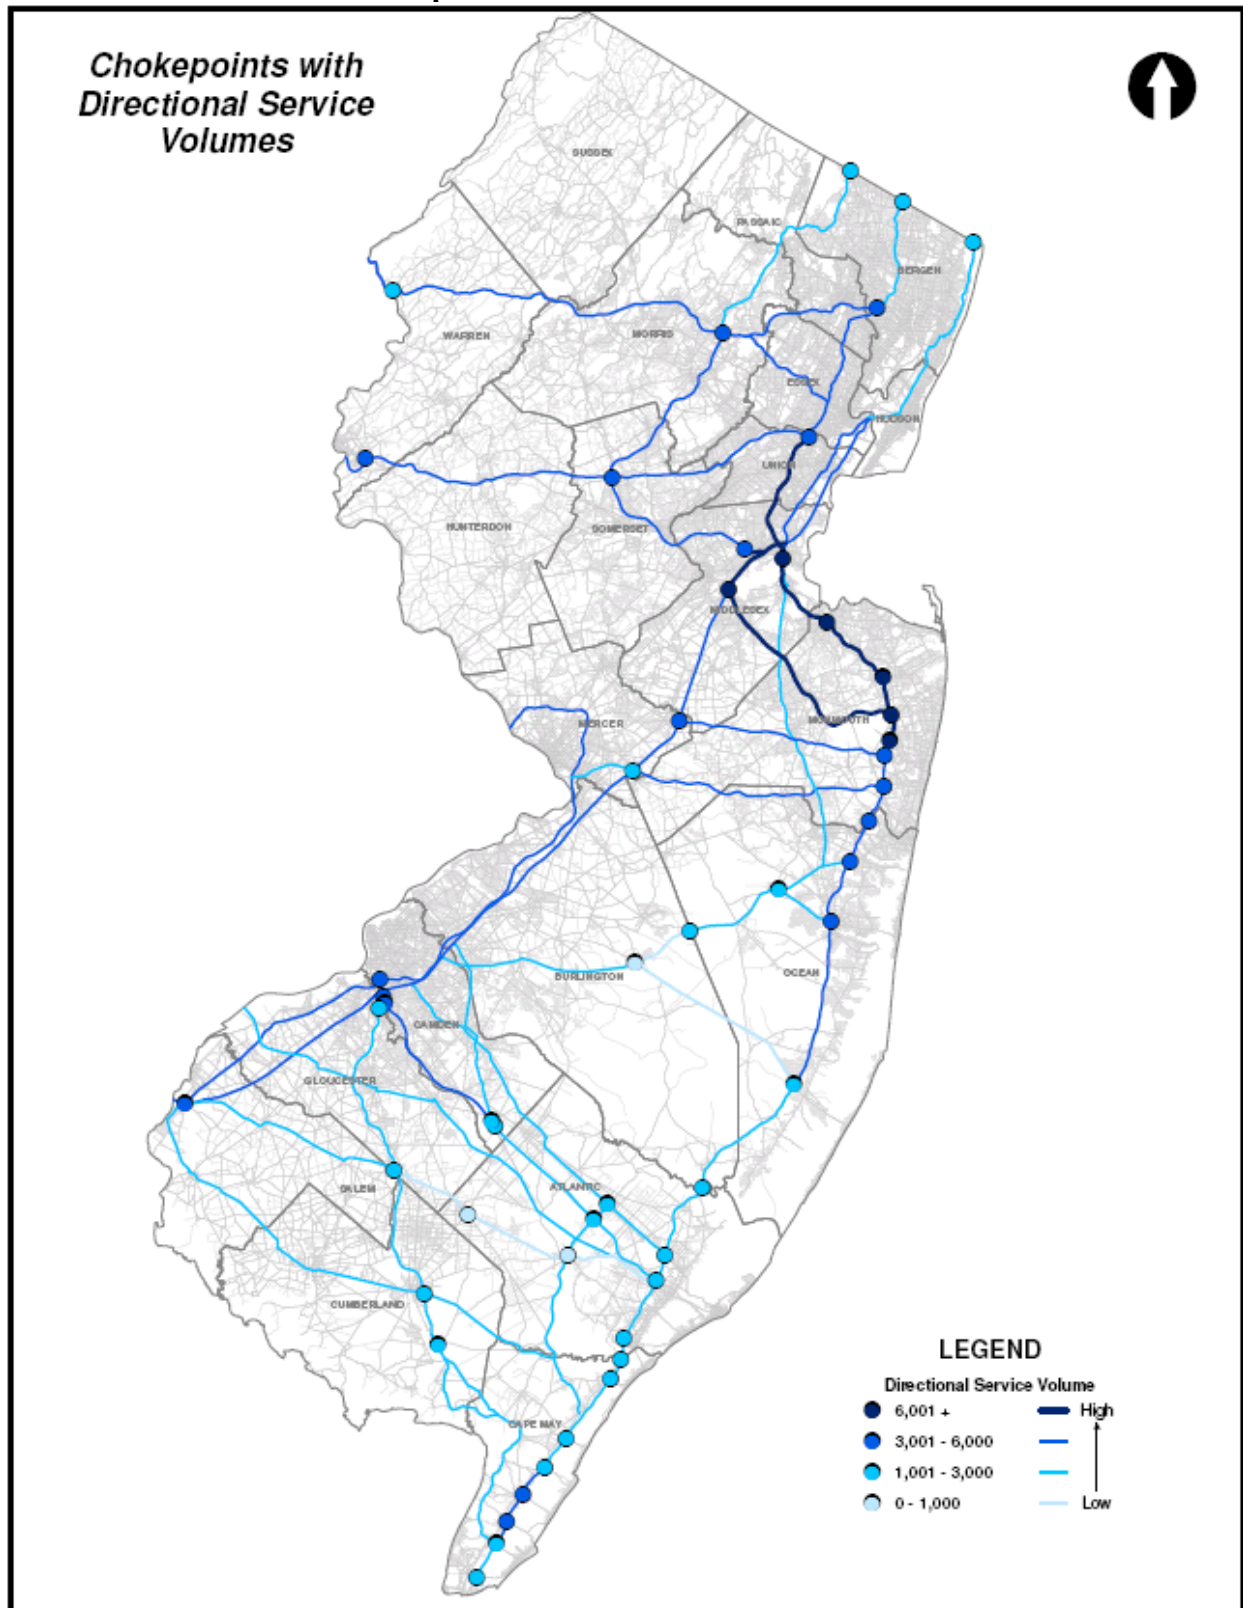 Chokepoints with
Directional Service
Volumes
SUSSEX
PASSAIC
BERGEN
WARREN
MORRIS
ESSEX
HUDSON
UNION
HUNTERDON
SOMERSET
MIDDLESEX
MERCER
MONMOUTH
OCEAN
BURLINGTON
CAMDEN
GLOUCESTER
SALEM
ATLANTIC
CUMBERLAND
CAPE MAY
LEGEND
Directional Service Volume
6,001 + High
3,001 - 6,000
1,001 - 3,000
0 - 1,000 Low